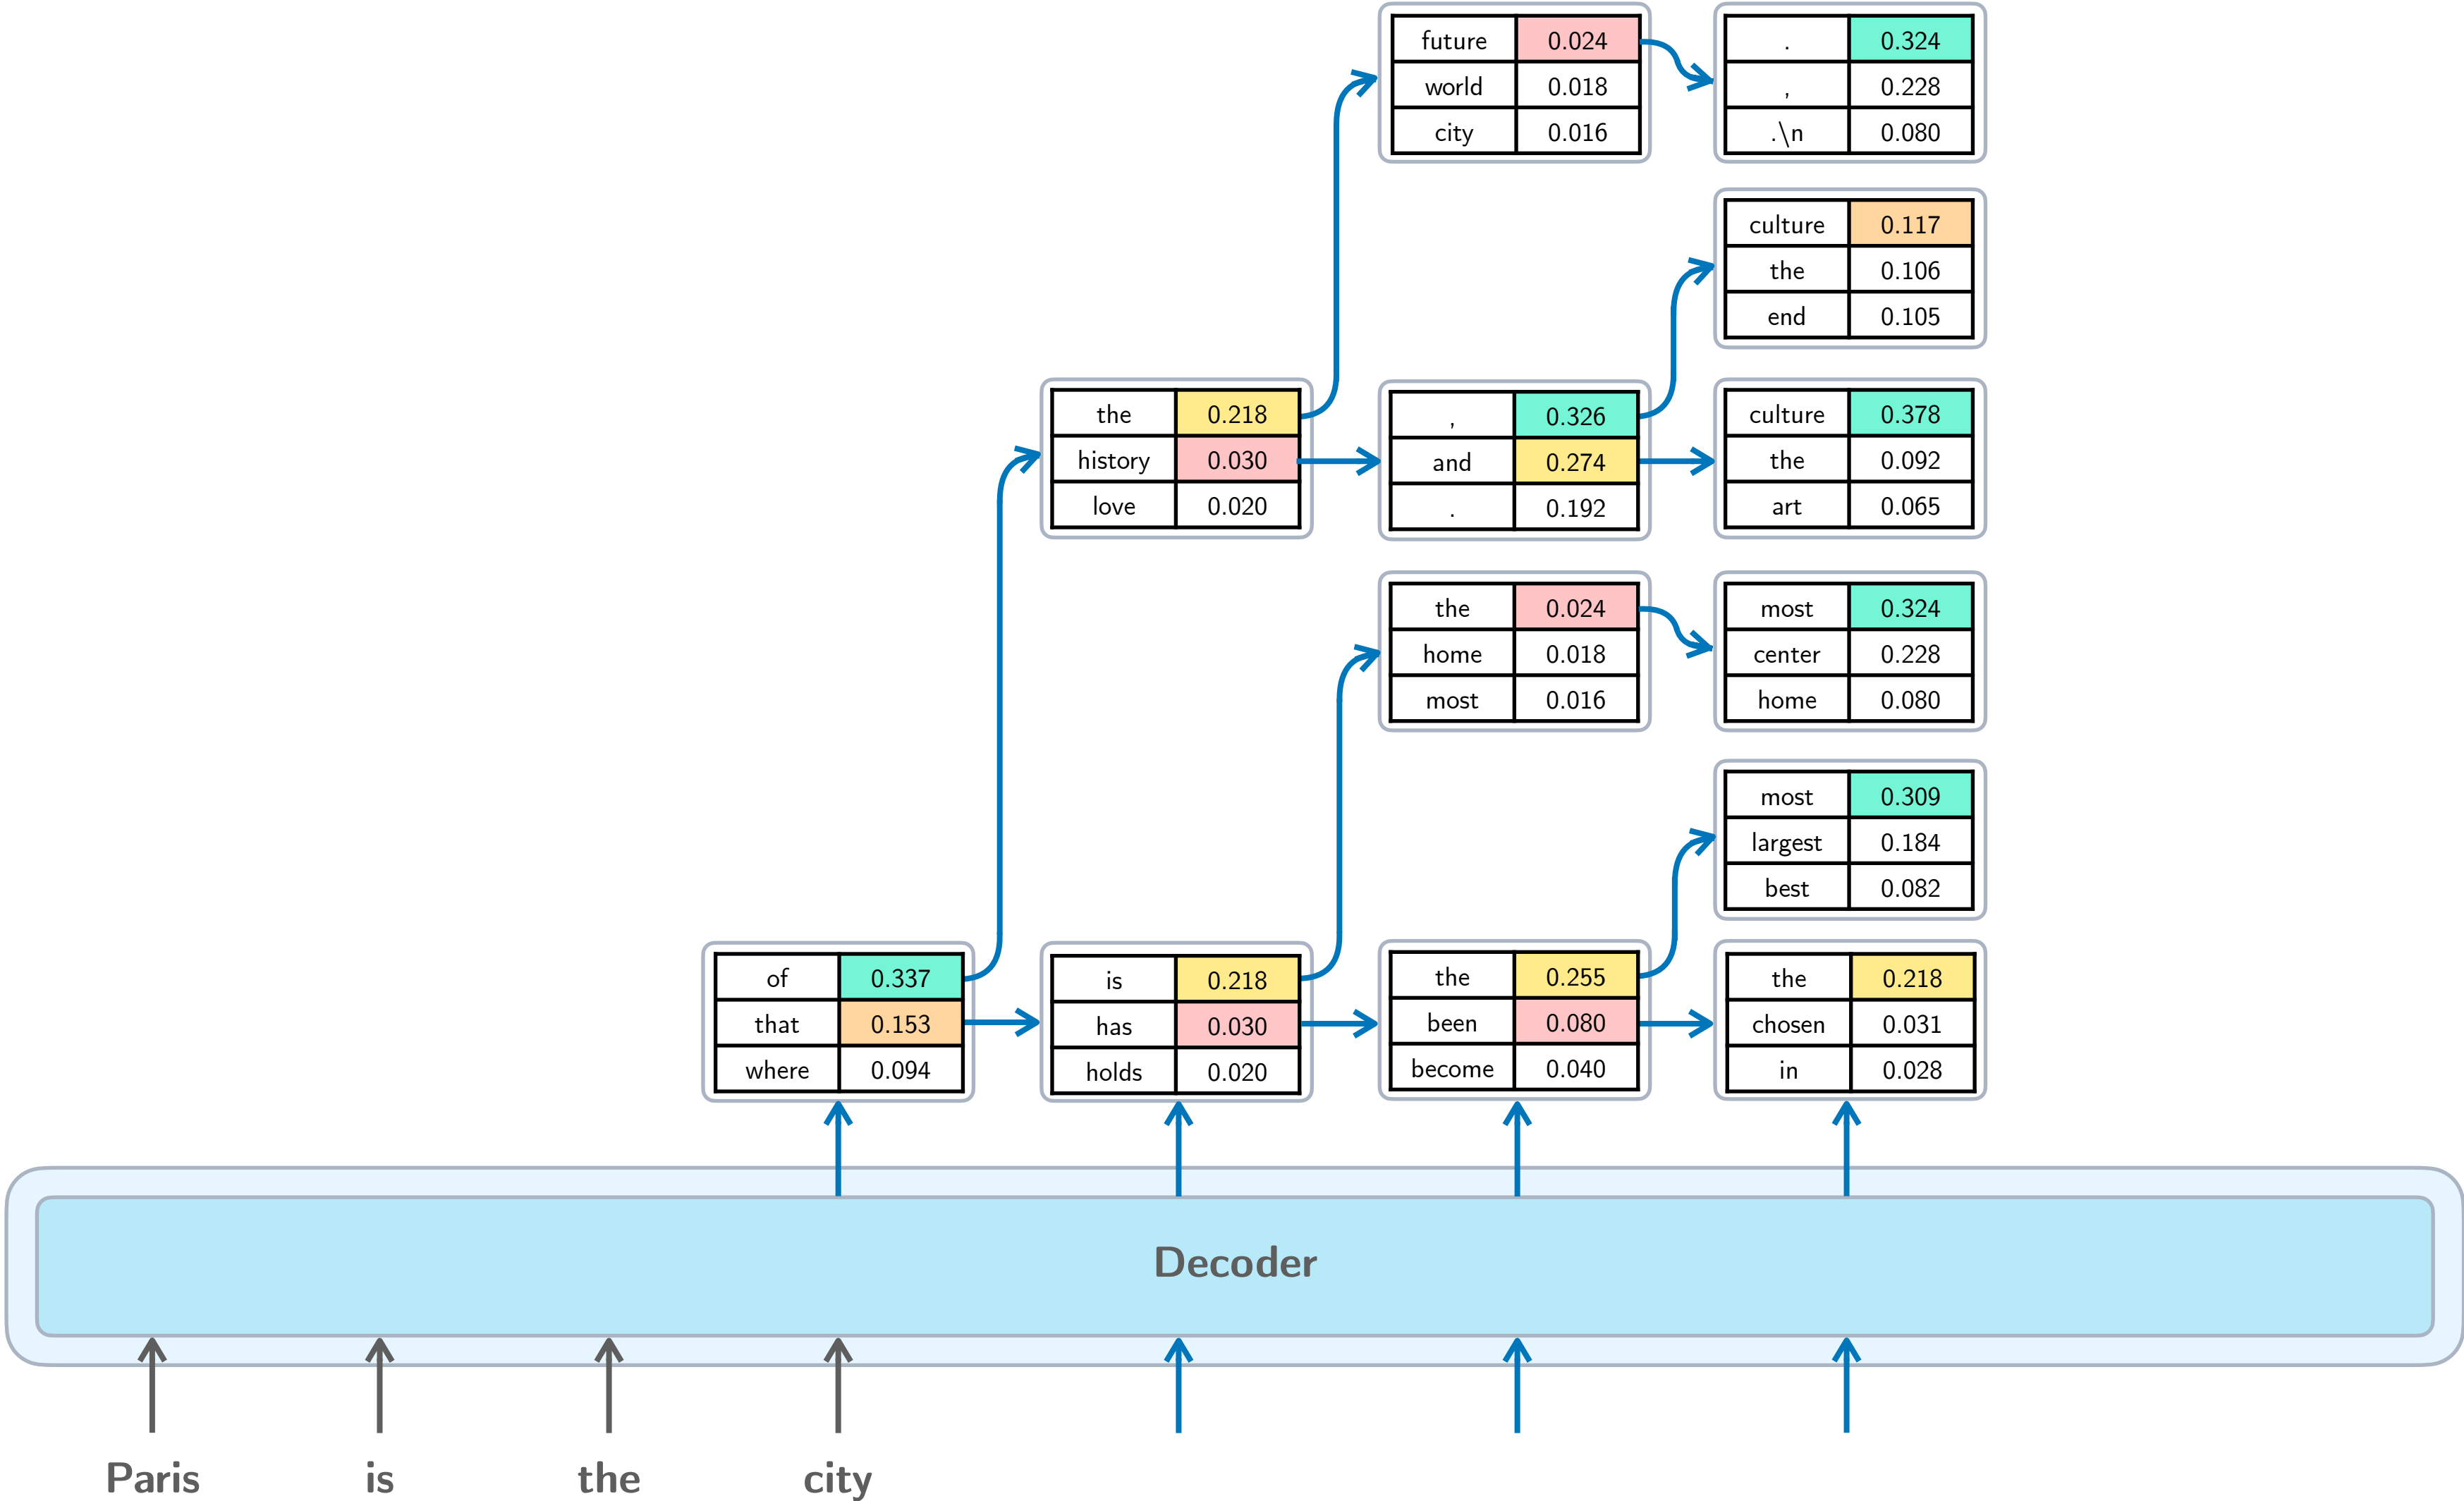 future 0.024
world 0.018
city 0.016
. 0.324
, 0.228
.\n 0.080
culture 0.117
the 0.106
end 0.105
the 0.218
history 0.030
love 0.020
, 0.326
and 0.274
. 0.192
culture 0.378
the 0.092
art 0.065
the 0.024
home 0.018
most 0.016
most 0.324
center 0.228
home 0.080
most 0.309
largest 0.184
best 0.082
of 0.337
that 0.153
where 0.094
is 0.218
has 0.030
holds 0.020
the 0.255
been 0.080
become 0.040
the 0.218
chosen 0.031
in 0.028
Decoder
Paris is the city